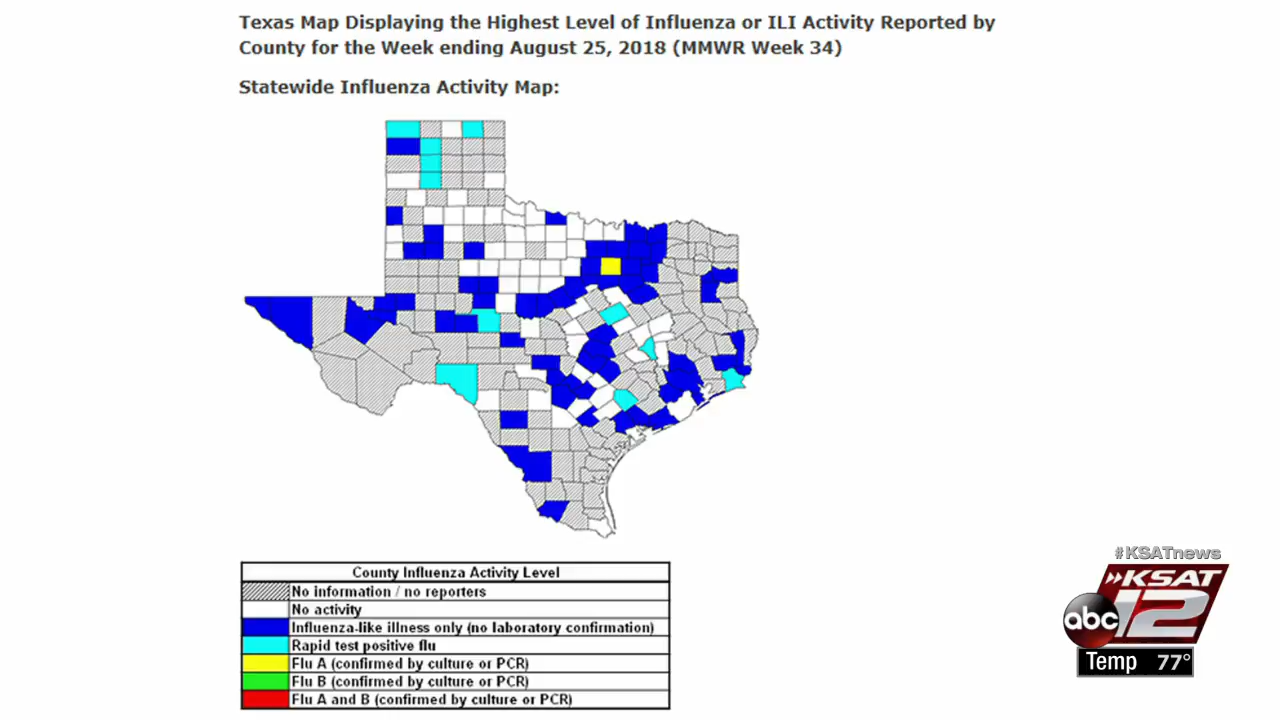 Texas Map Displaying the Highest Level of Influenza or ILI Activity Reported by
County for the Week ending August 25, 2018 (MMWR Week 34)
Statewide Influenza Activity Map:
County Influenza Activity Level
No information / no reporters
No activity
Influenza-like illness only (no laboratory confirmation)
Rapid test positive flu
Flu A (confirmed by culture or PCR)
Flu B (confirmed by culture or PCR)
Flu A and B (confirmed by culture or PCR)
#KSATnews
KSAT
abc 12
Temp 77°